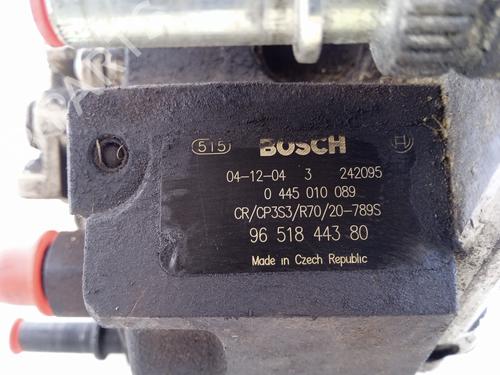 515 BOSCH
04-12-04 3 242095
0 445 010 089
CR/CP3S3/R70/20-789S
96 518 443 80
Made in Czech Republic